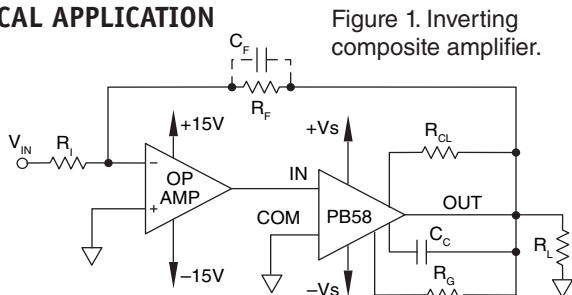 CAL APPLICATION
Figure 1. Inverting
composite amplifier.
C_F
R_F
+15V
+Vs
V_IN
R_I
R_CL
–
OP
AMP
+
IN
OUT
COM
PB58
C_C
R_L
–15V
–Vs
R_G